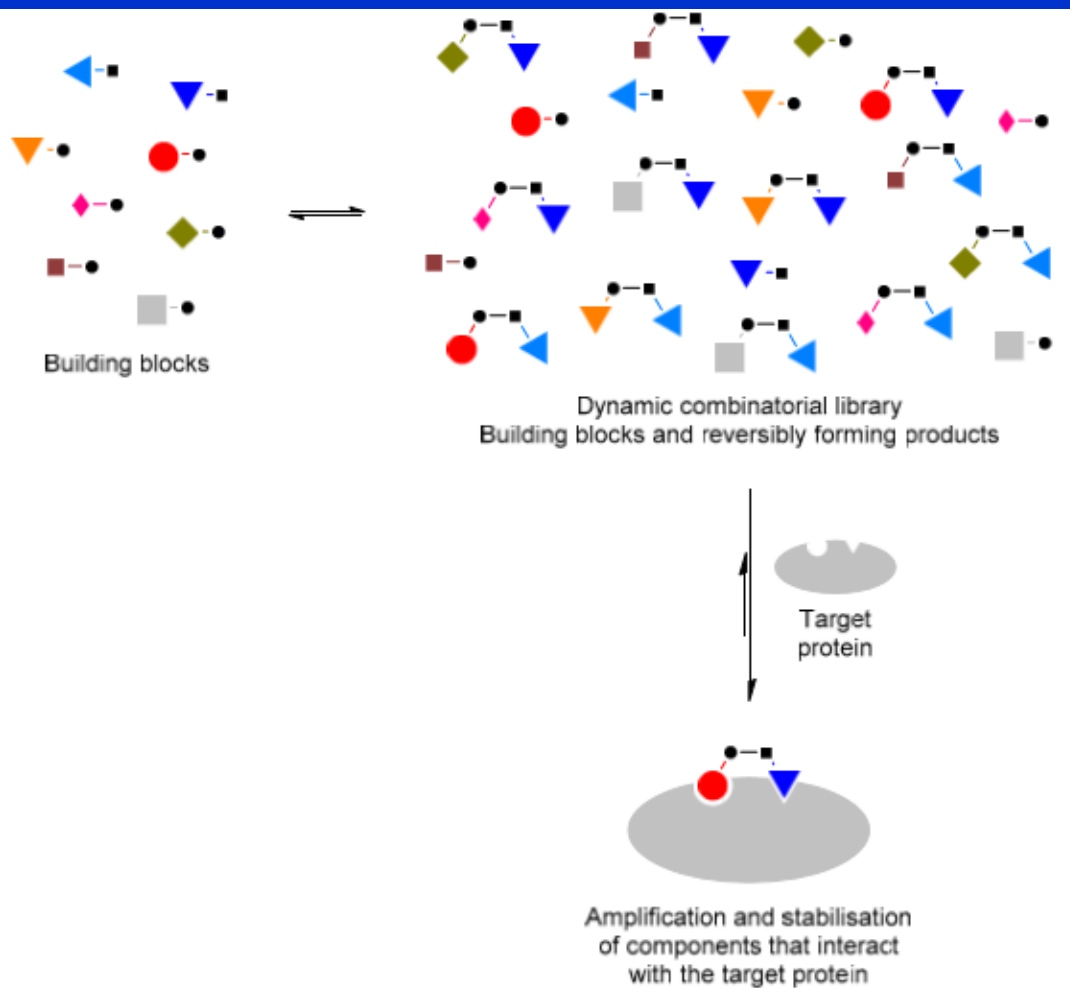 Building blocks
Dynamic combinatorial library
Building blocks and reversibly forming products
Target
protein
Amplification and stabilisation
of components that interact
with the target protein